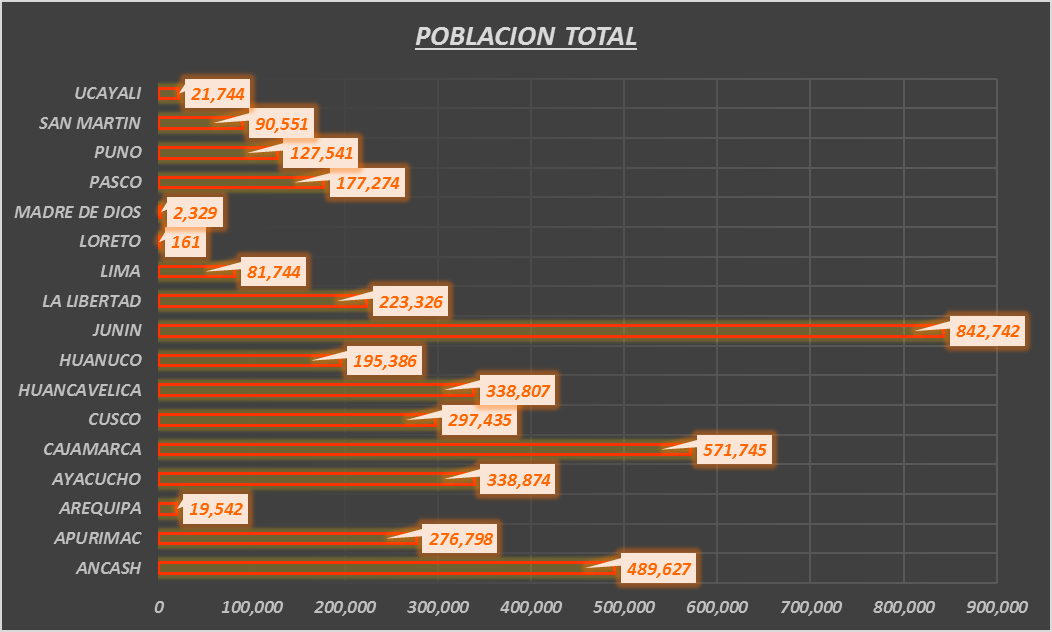 POBLACION TOTAL
UCAYALI 21,744
SAN MARTIN 90,551
PUNO 127,541
PASCO 177,274
MADRE DE DIOS 2,329
LORETO 161
LIMA 81,744
LA LIBERTAD 223,326
JUNIN 842,742
HUANUCO 195,386
HUANCAVELICA 338,807
CUSCO 297,435
CAJAMARCA 571,745
AYACUCHO 338,874
AREQUIPA 19,542
APURIMAC 276,798
ANCASH 489,627
0 100,000 200,000 300,000 400,000 500,000 600,000 700,000 800,000 900,000